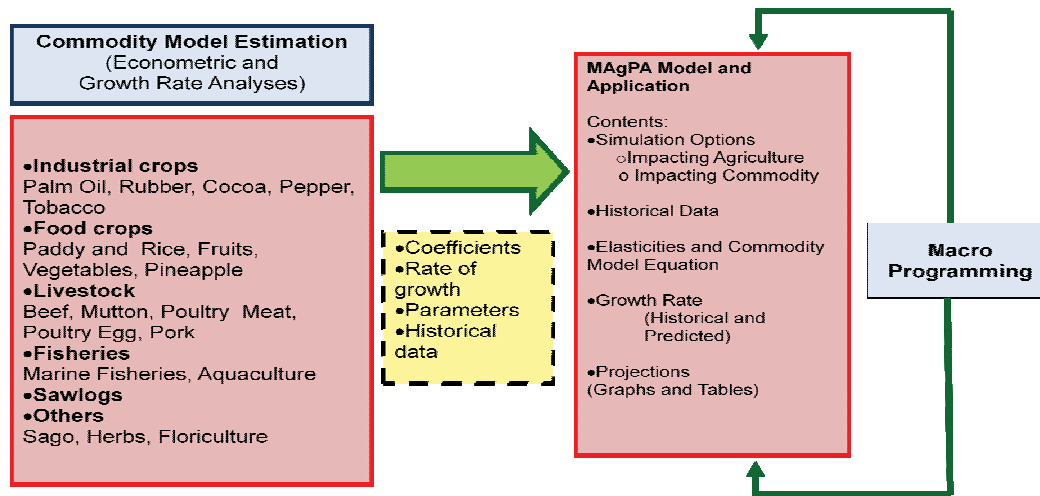 Commodity Model Estimation
(Econometric and
Growth Rate Analyses)
•Industrial crops
Palm Oil, Rubber, Cocoa, Pepper,
Tobacco
•Food crops
Paddy and Rice, Fruits,
Vegetables, Pineapple
•Livestock
Beef, Mutton, Poultry Meat,
Poultry Egg, Pork
•Fisheries
Marine Fisheries, Aquaculture
•Sawlogs
•Others
Sago, Herbs, Floriculture
•Coefficients
•Rate of
growth
•Parameters
•Historical
data
MAgPA Model and
Application
Contents:
•Simulation Options
oImpacting Agriculture
o Impacting Commodity
•Historical Data
•Elasticities and Commodity
Model Equation
•Growth Rate
(Historical and
Predicted)
•Projections
(Graphs and Tables)
Macro
Programming